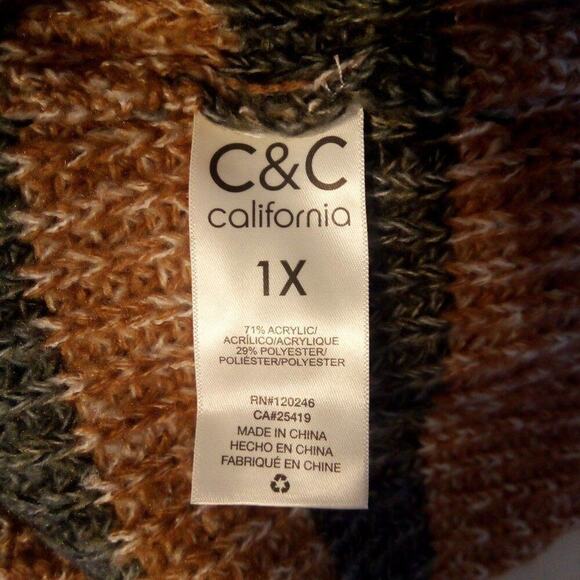 C&C
california
1X
71% ACRYLIC/
ACRÍLICO/ACRYLIQUE
29% POLYESTER/
POLIÉSTER/POLYESTER
RN#120246
CA#25419
MADE IN CHINA
HECHO EN CHINA
FABRIQUÉ EN CHINE